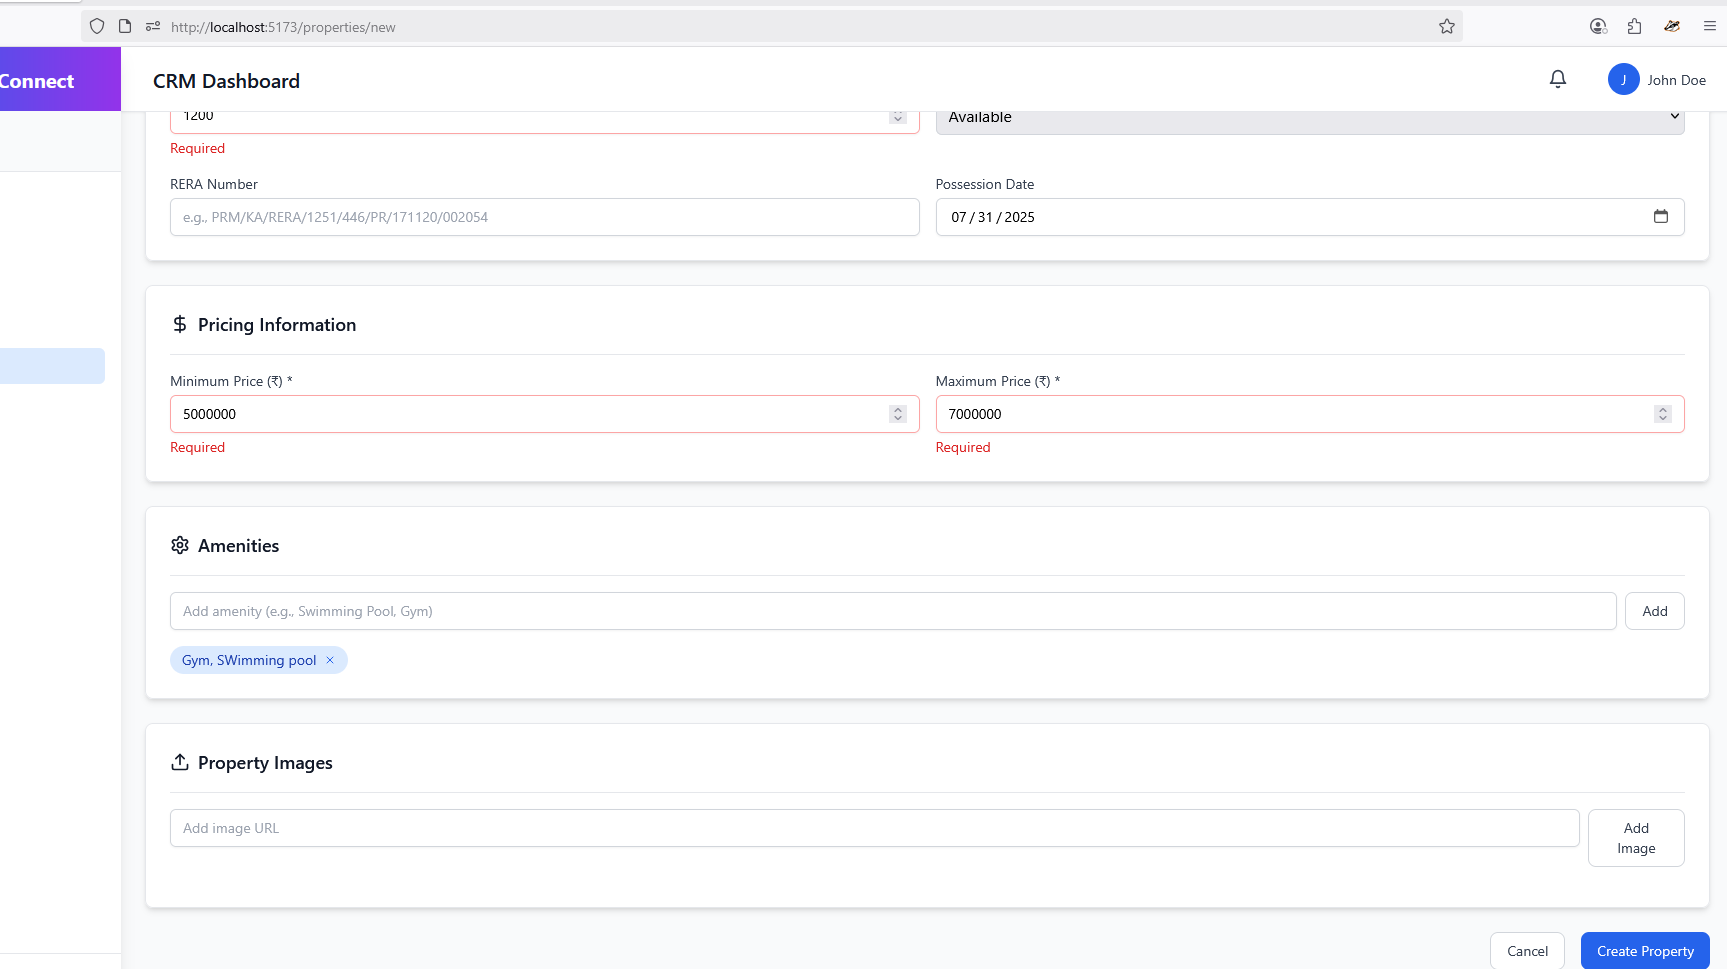 http://localhost:5173/properties/new
Connect
CRM Dashboard
J
John Doe
1200
Available
Required
RERA Number
Possession Date
e.g., PRM/KA/RERA/1251/446/PR/171120/002054
07 / 31 / 2025
$ Pricing Information
Minimum Price (₹) *
Maximum Price (₹) *
5000000
7000000
Required
Required
Amenities
Add amenity (e.g., Swimming Pool, Gym)
Add
Gym, SWimming pool ×
Property Images
Add image URL
Add
Image
Cancel
Create Property